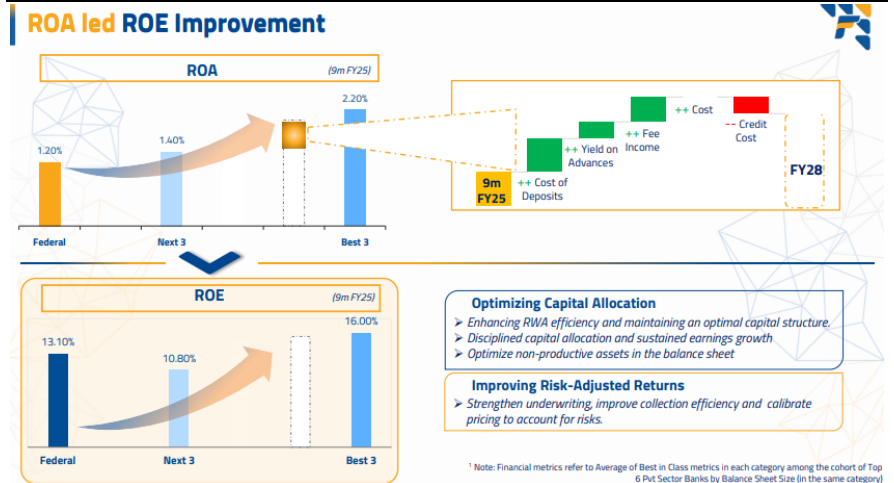 ROA led ROE Improvement
ROA
(9m FY25)
2.20%
1.40%
1.20%
Federal
Next 3
Best 3
++ Cost
++ Fee
Income
-- Credit
Cost
++ Yield on
Advances
9m
FY25
++ Cost of
Deposits
FY28
ROE
(9m FY25)
16.00%
13.10%
10.80%
Federal
Next 3
Best 3
Optimizing Capital Allocation
➤ Enhancing RWA efficiency and maintaining an optimal capital structure.
➤ Disciplined capital allocation and sustained earnings growth
➤ Optimize non-productive assets in the balance sheet
Improving Risk-Adjusted Returns
➤ Strengthen underwriting, improve collection efficiency and calibrate
pricing to account for risks.
¹ Note: Financial metrics refer to Average of Best in Class metrics in each category among the cohort of Top
6 Pvt Sector Banks by Balance Sheet Size (in the same category)